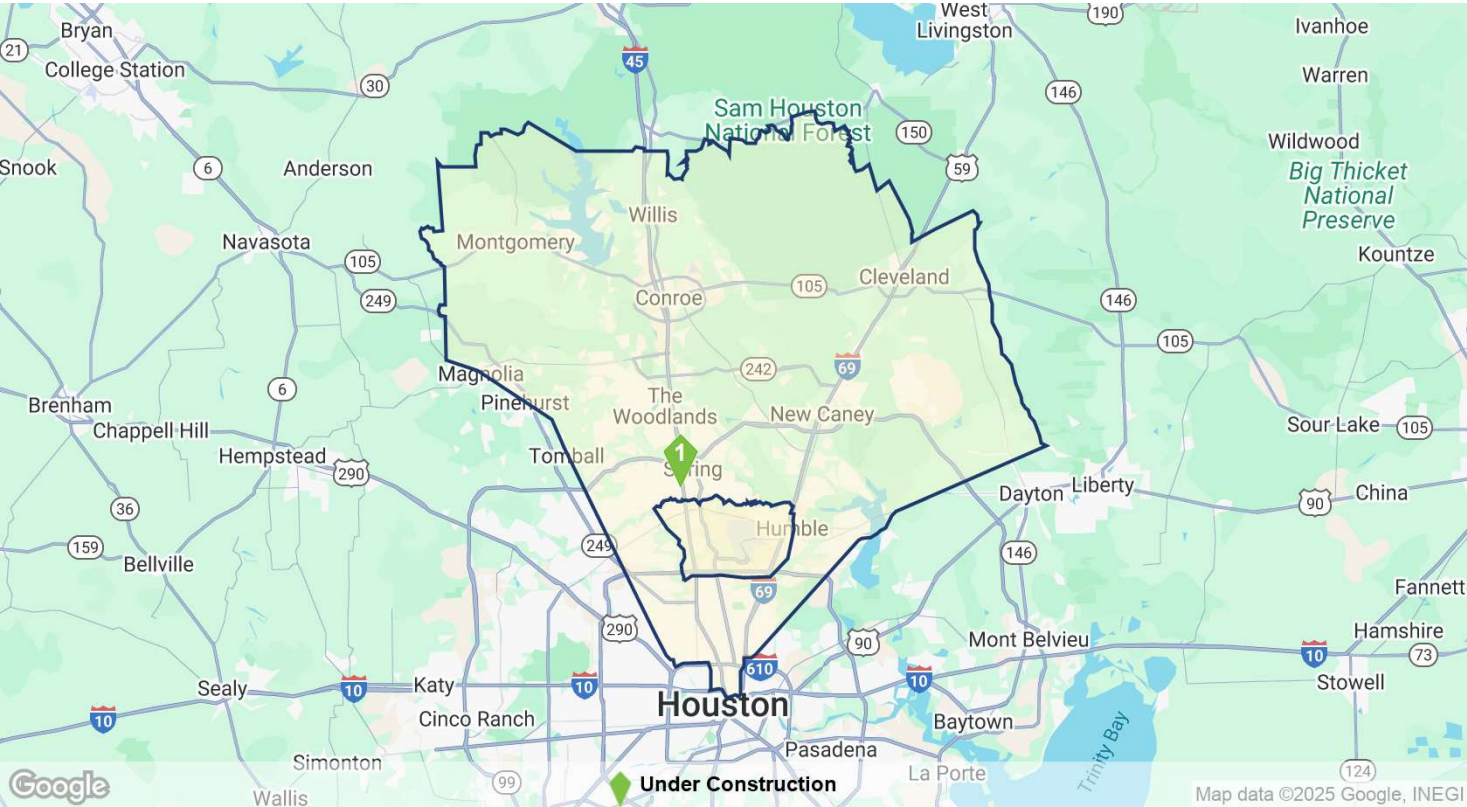 West
Livingston
190
Ivanhoe
Bryan
21
College Station
45
30
Warren
146
Sam Houston
National Forest
150
Wildwood
Snook
6
Anderson
59
Big Thicket
National
Preserve
Willis
Navasota
Montgomery
105
Kountze
Cleveland
249
Conroe
105
146
105
242
69
Magnolia
6
The
Woodlands
Pinehurst
New Caney
Brenham
Chappell Hill
Sour Lake
105
Hempstead
290
Tomball
1
Spring
Dayton
Liberty
China
90
36
Humble
159
249
146
Bellville
69
Fannett
290
90
Mont Belvieu
Hamshire
10
73
610
Stowell
Sealy
10
Katy
10
10
Houston
10
Cinco Ranch
Baytown
Simonton
Pasadena
Trinity Bay
La Porte
99
124
Google
Wallis
Under Construction
Map data ©2025 Google, INEGI